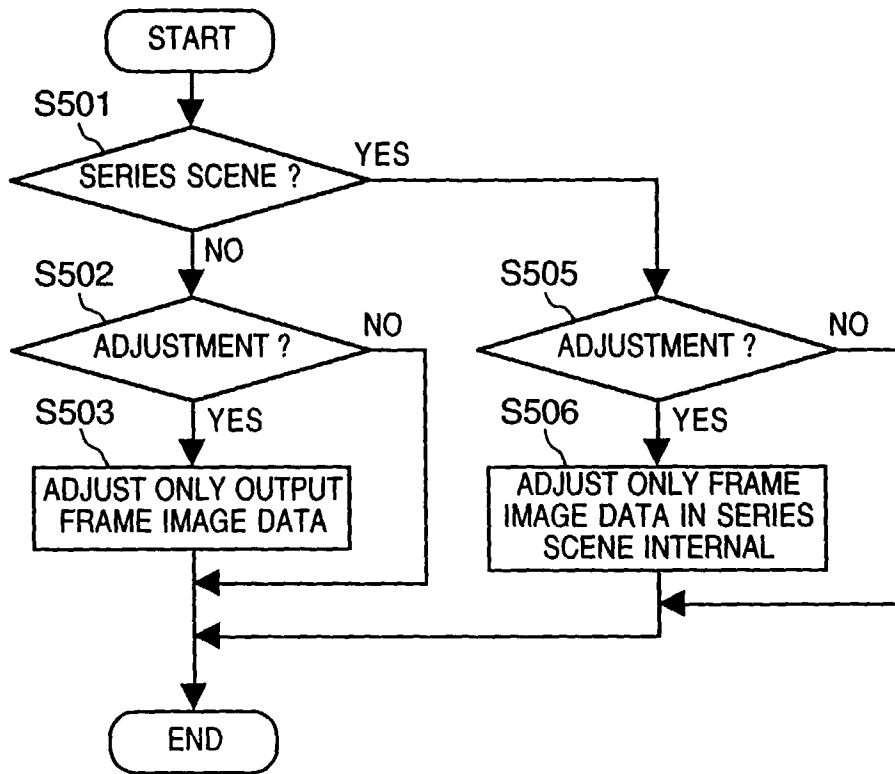 START
S501
SERIES SCENE ?
YES
NO
S502
ADJUSTMENT ?
NO
YES
S503
ADJUST ONLY OUTPUT
FRAME IMAGE DATA
S505
ADJUSTMENT ?
NO
YES
S506
ADJUST ONLY FRAME
IMAGE DATA IN SERIES
SCENE INTERNAL
END